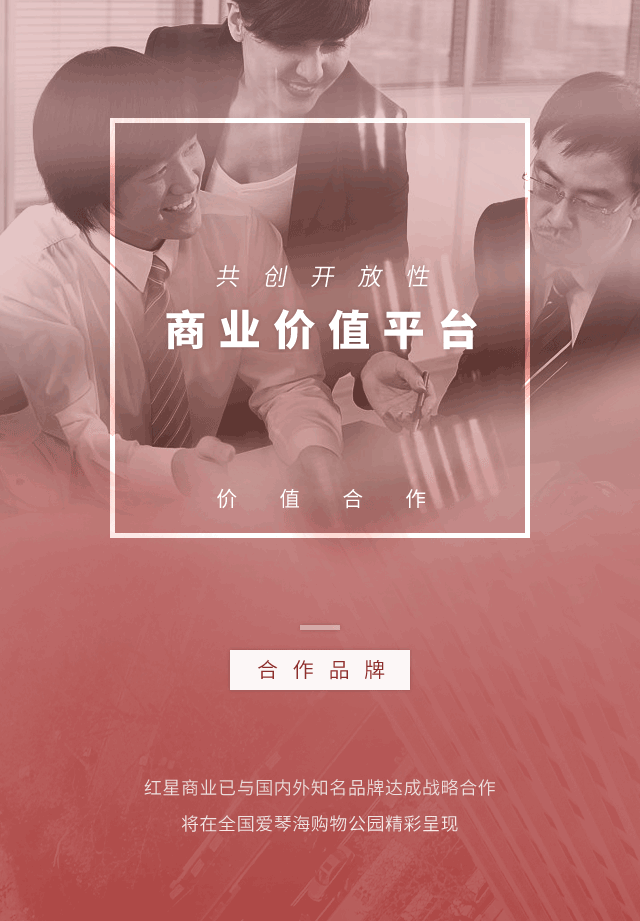 共创开放性
商业价值平台
价值合作
合作品牌
红星商业已与国内外知名品牌达成战略合作
将在全国爱琴海购物公园精彩呈现